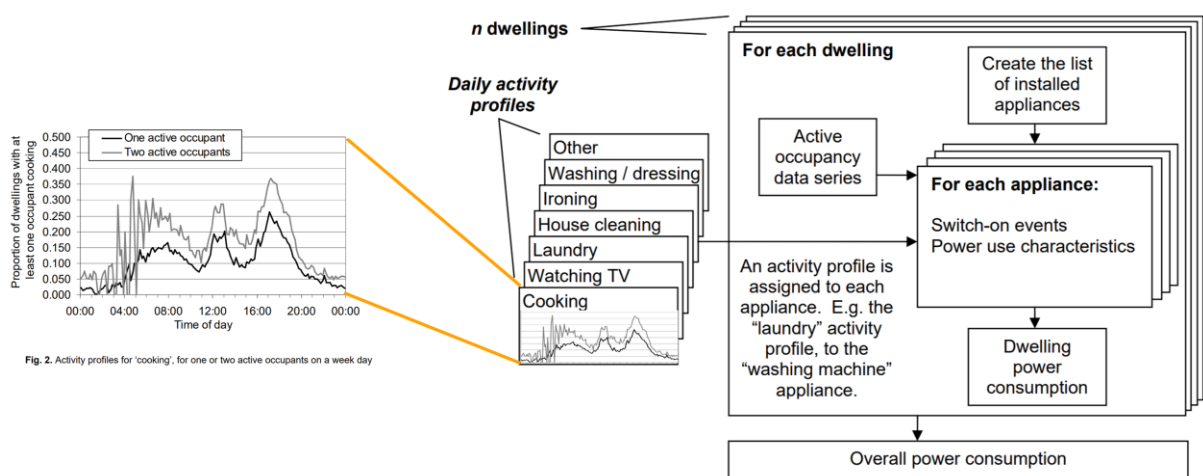 n dwellings
For each dwelling
Create the list
of installed
appliances
Daily activity
profiles
Proportion of dwellings with at
least one occupant cooking
0.500
0.450
0.400
0.350
0.300
0.250
0.200
0.150
0.100
0.050
0.000
One active occupant
Two active occupants
00:00 04:00 08:00 12:00 16:00 20:00 00:00
Time of day
Fig. 2. Activity profiles for 'cooking', for one or two active occupants on a week day
Other
Washing / dressing
Ironing
House cleaning
Laundry
Watching TV
Cooking
Active
occupancy
data series
For each appliance:
Switch-on events
Power use characteristics
An activity profile is
assigned to each
appliance. E.g. the
“laundry” activity
profile, to the
“washing machine”
appliance.
Dwelling
power
consumption
Overall power consumption